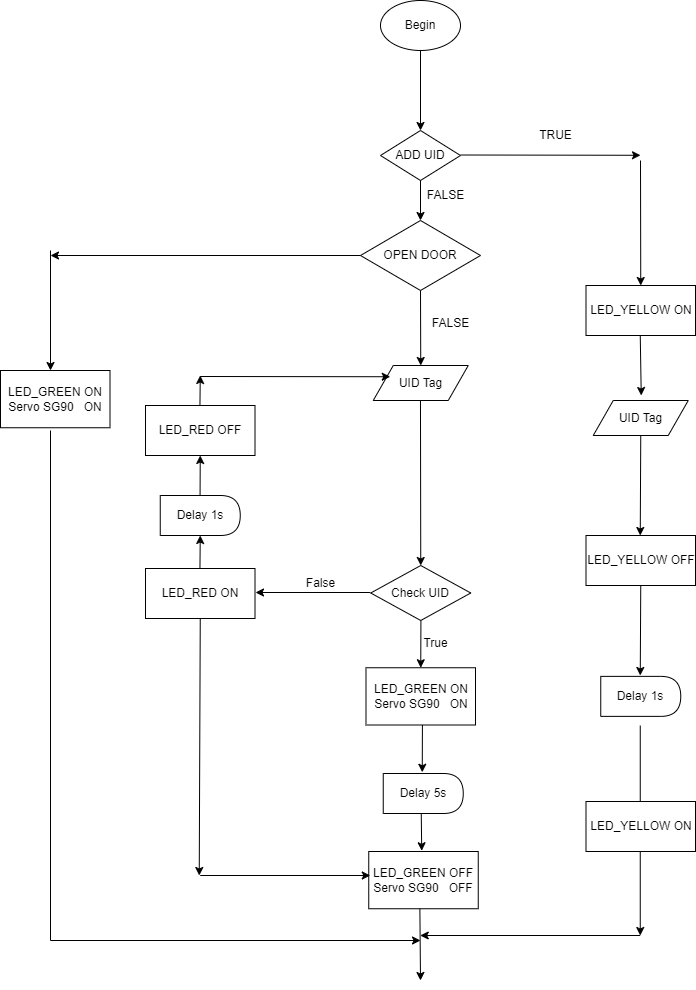 Begin
ADD UID
TRUE
FALSE
OPEN DOOR
LED_YELLOW ON
FALSE
LED_GREEN ON
Servo SG90 ON
UID Tag
UID Tag
LED_RED OFF
Delay 1s
LED_YELLOW OFF
False
LED_RED ON
Check UID
True
LED_GREEN ON
Servo SG90 ON
Delay 1s
Delay 5s
LED_YELLOW ON
LED_GREEN OFF
Servo SG90 OFF